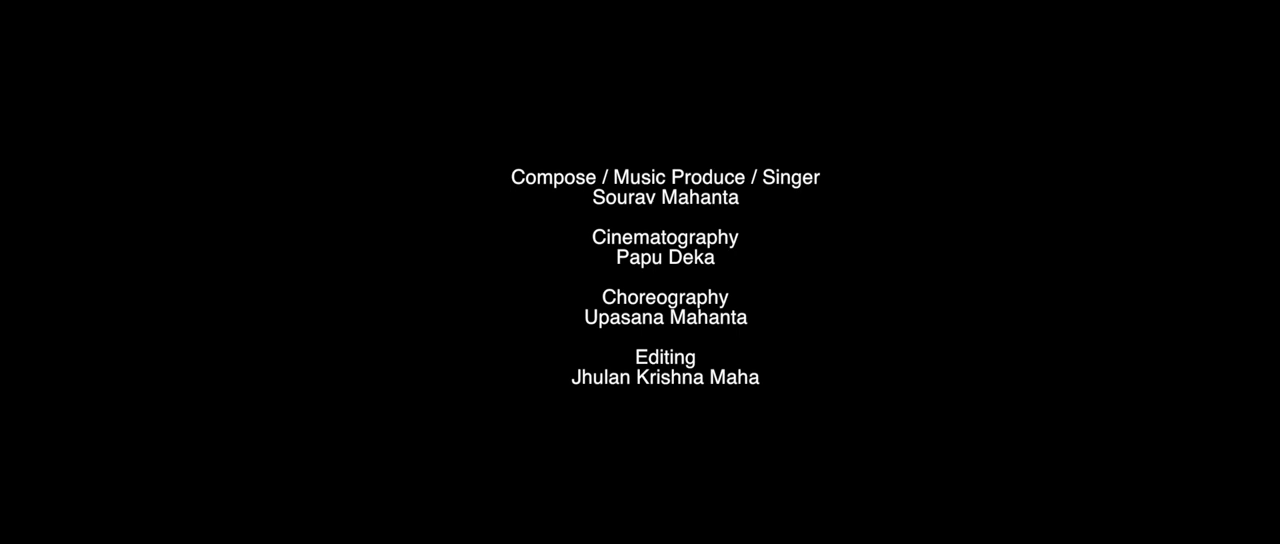 Compose / Music Produce / Singer
Sourav Mahanta
Cinematography
Papu Deka
Choreography
Upasana Mahanta
Editing
Jhulan Krishna Maha